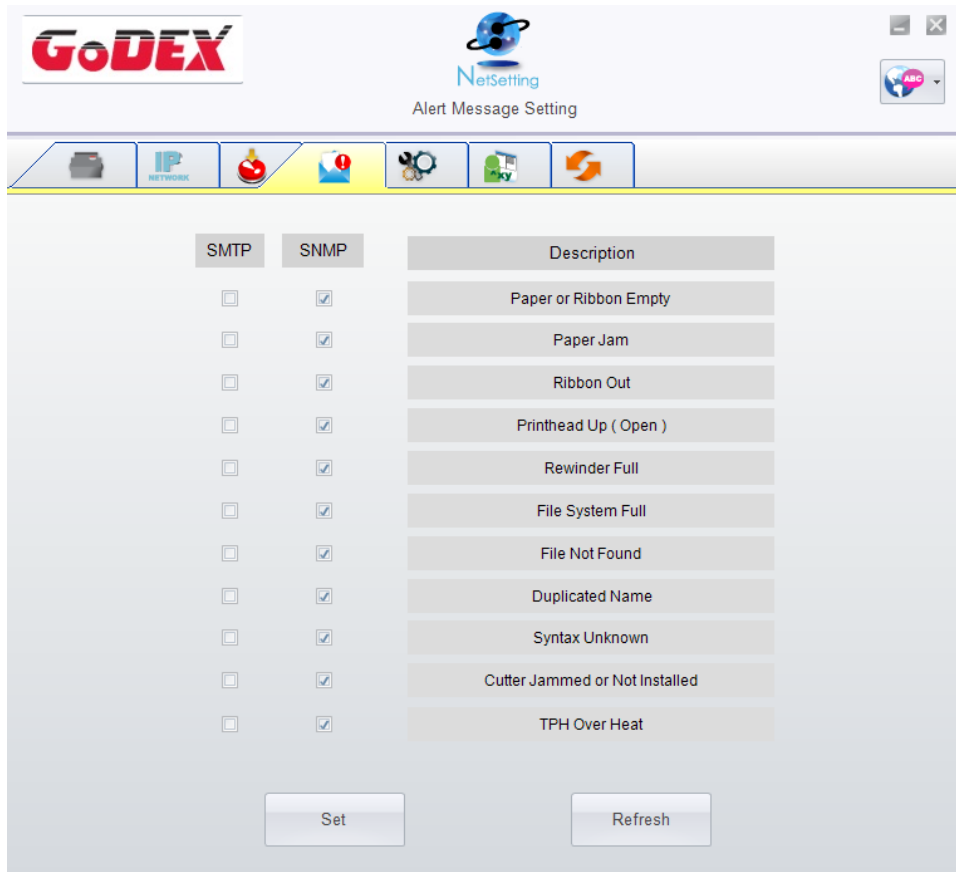 GoDEX
NetSetting
Alert Message Setting
ABC
IP
NETWORK
^xy
SMTP SNMP Description
Paper or Ribbon Empty
Paper Jam
Ribbon Out
Printhead Up ( Open )
Rewinder Full
File System Full
File Not Found
Duplicated Name
Syntax Unknown
Cutter Jammed or Not Installed
TPH Over Heat
Set Refresh